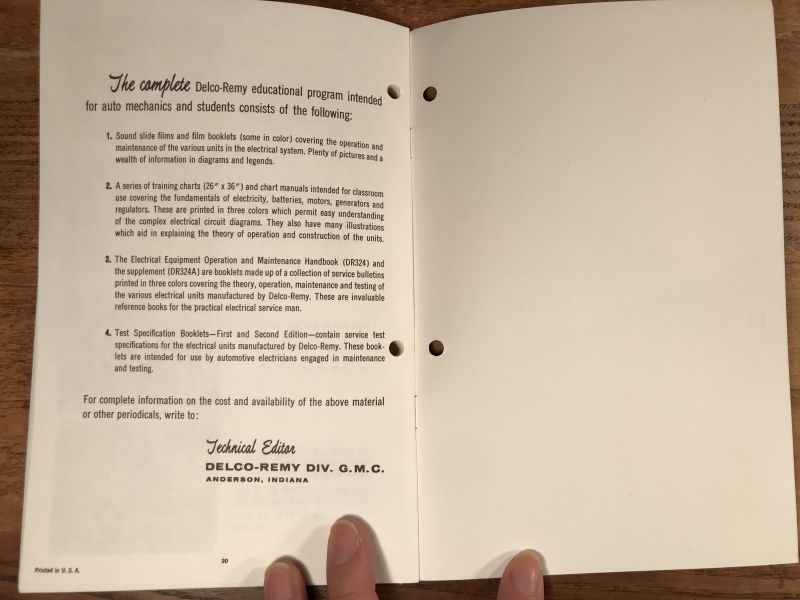 The complete Delco-Remy educational program intended
for auto mechanics and students consists of the following:
1. Sound slide films and film booklets (some in color) covering the operation and
maintenance of the various units in the electrical system. Plenty of pictures and a
wealth of information in diagrams and legends.
2. A series of training charts (26" x 36") and chart manuals intended for classroom
use covering the fundamentals of electricity, batteries, motors, generators and
regulators. These are printed in three colors which permit easy understanding
of the complex electrical circuit diagrams. They also have many illustrations
which aid in explaining the theory of operation and construction of the units.
3. The Electrical Equipment Operation and Maintenance Handbook (DR324) and
the supplement (DR324A) are booklets made up of a collection of service bulletins
printed in three colors covering the theory, operation, maintenance and testing of
the various electrical units manufactured by Delco-Remy. These are invaluable
reference books for the practical electrical service man.
4. Test Specification Booklets—First and Second Edition—contain service test
specifications for the electrical units manufactured by Delco-Remy. These book-
lets are intended for use by automotive electricians engaged in maintenance
and testing.
For complete information on the cost and availability of the above material
or other periodicals, write to:
Technical Editor
DELCO-REMY DIV. G.M.C.
ANDERSON, INDIANA
20
Printed in U. S. A.